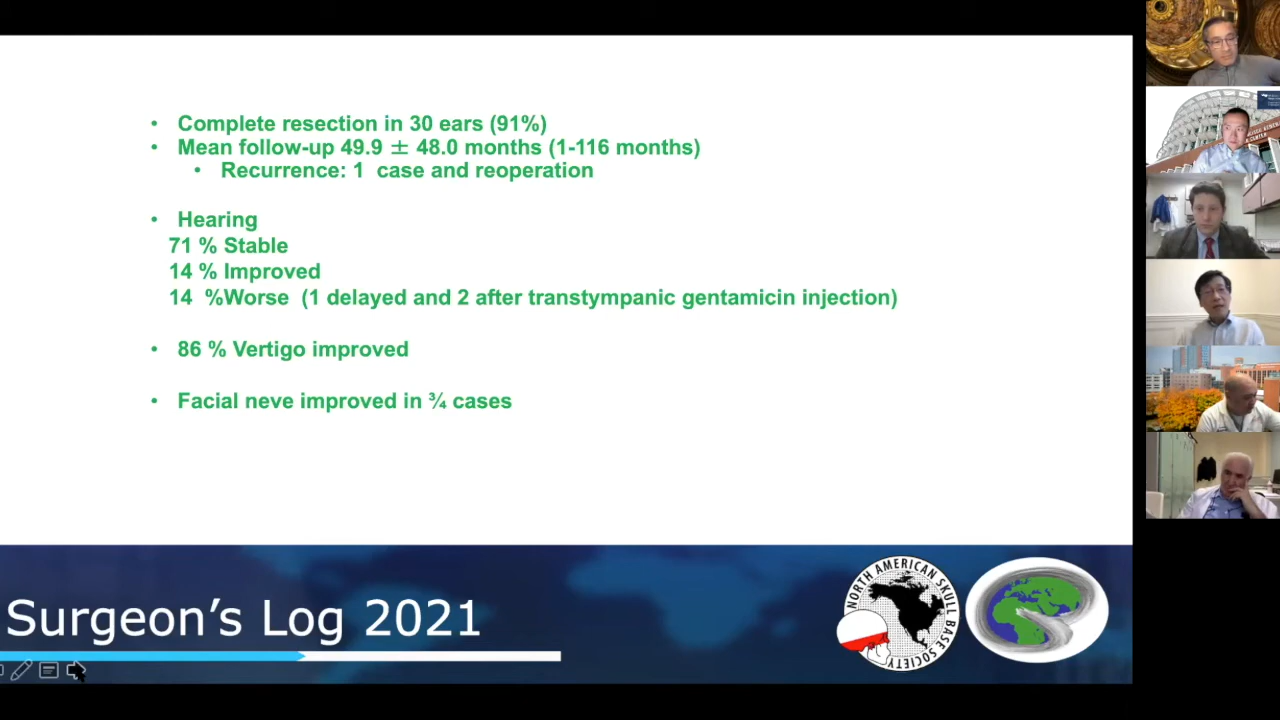 • Complete resection in 30 ears (91%)
• Mean follow-up 49.9 ± 48.0 months (1-116 months)
• Recurrence: 1 case and reoperation
• Hearing
71 % Stable
14 % Improved
14 %Worse (1 delayed and 2 after transtympanic gentamicin injection)
• 86 % Vertigo improved
• Facial neve improved in ¾ cases
Surgeon's Log 2021
NORTH AMERICAN SKULL BASE SOCIETY